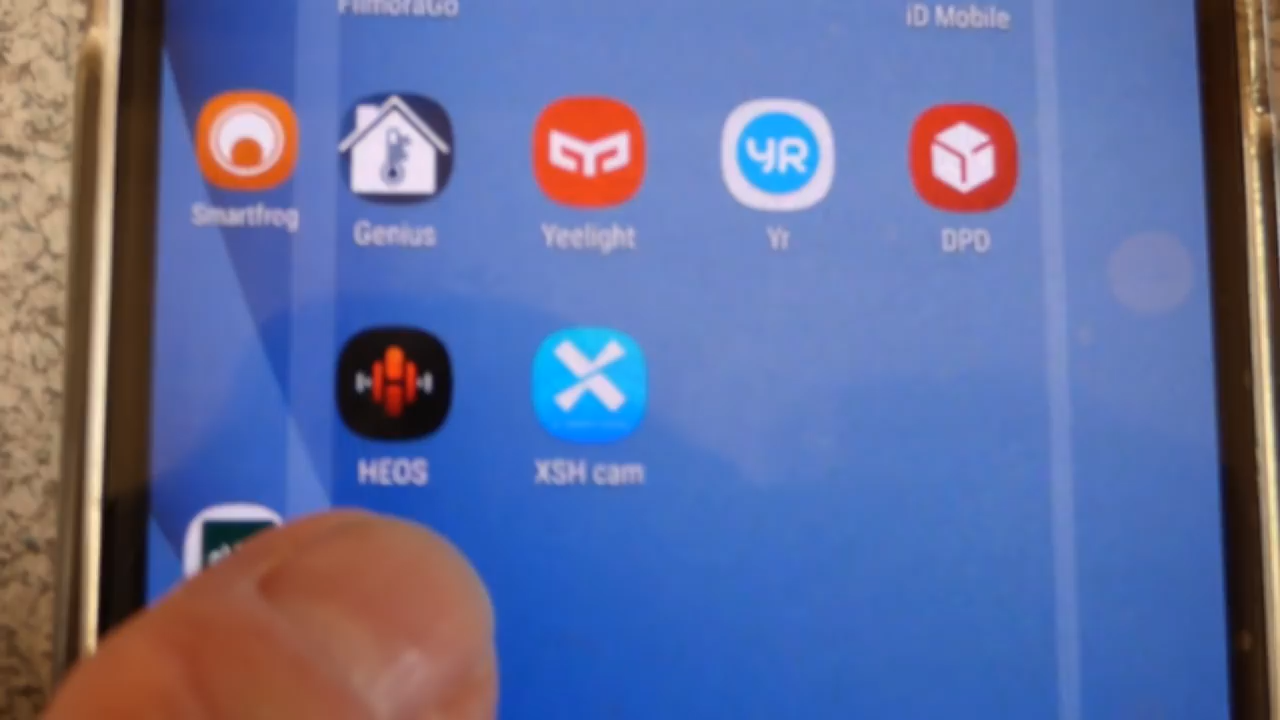 FilmoraGo
iD Mobile
Smartfrog
Genius
YR
Yeelight
Yr
DPD
HEOS
XSH cam